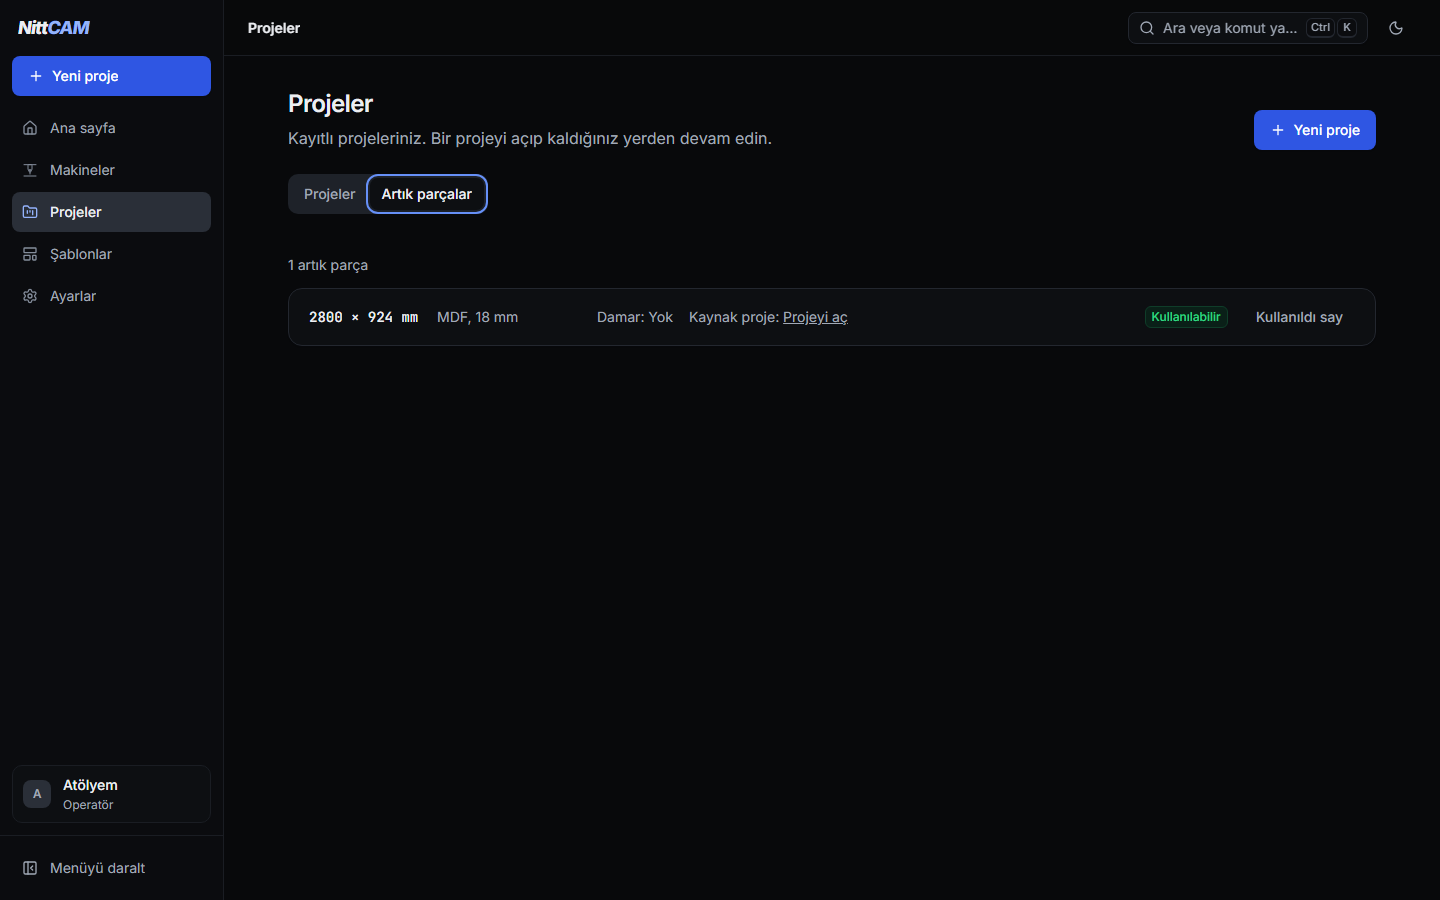 NittCAM
Yeni proje
Ana sayfa
Makineler
Projeler
Şablonlar
Ayarlar
A
Atölyem
Operatör
Menüyü daralt
Projeler
Ara veya komut ya... Ctrl K
Projeler
Kayıtlı projeleriniz. Bir projeyi açıp kaldığınız yerden devam edin.
Yeni proje
Projeler Artık parçalar
1 artık parça
2800 × 924 mm MDF, 18 mm Damar: Yok Kaynak proje: Projeyi aç Kullanılabilir Kullanıldı say